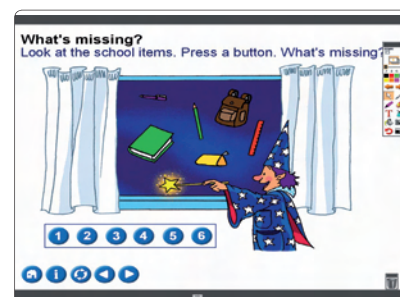 What's missing?
Look at the school items. Press a button. What's missing?
1 2 3 4 5 6
i